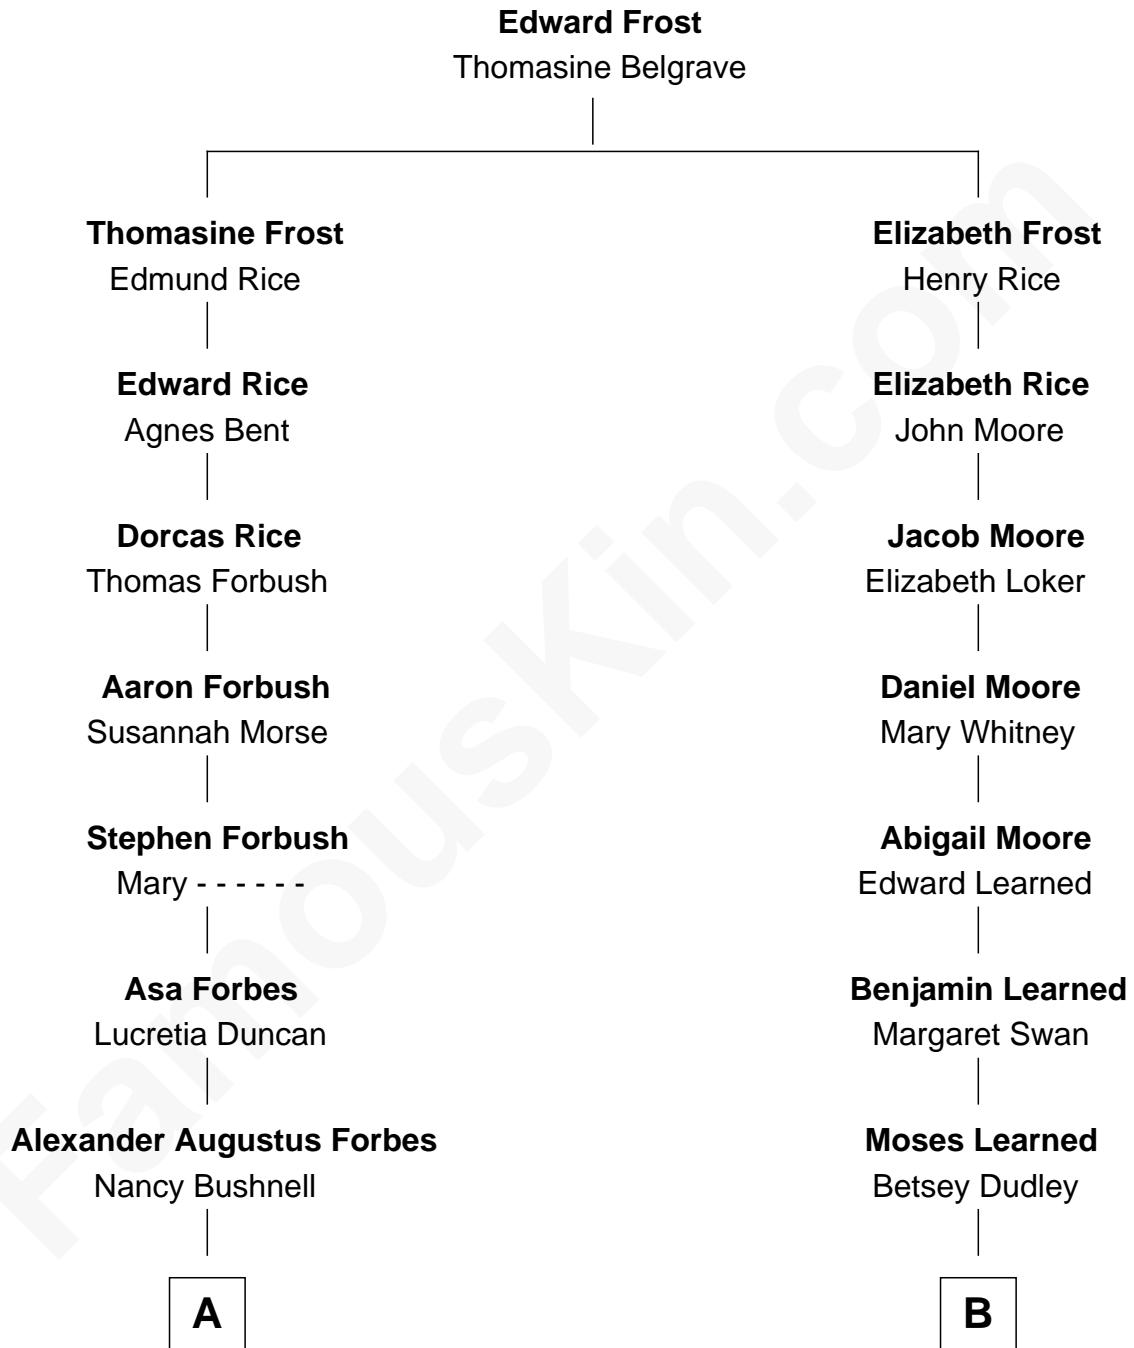 Edward Frost
Thomasine Belgrave
Thomasine Frost
Edmund Rice
Elizabeth Frost
Henry Rice
Edward Rice
Agnes Bent
Elizabeth Rice
John Moore
Dorcas Rice
Thomas Forbush
Jacob Moore
Elizabeth Loker
Aaron Forbush
Susannah Morse
Daniel Moore
Mary Whitney
Stephen Forbush
Mary - - - - - -
Abigail Moore
Edward Learned
Asa Forbes
Lucretia Duncan
Benjamin Learned
Margaret Swan
Alexander Augustus Forbes
Nancy Bushnell
Moses Learned
Betsey Dudley
A
B
FamousKin.com